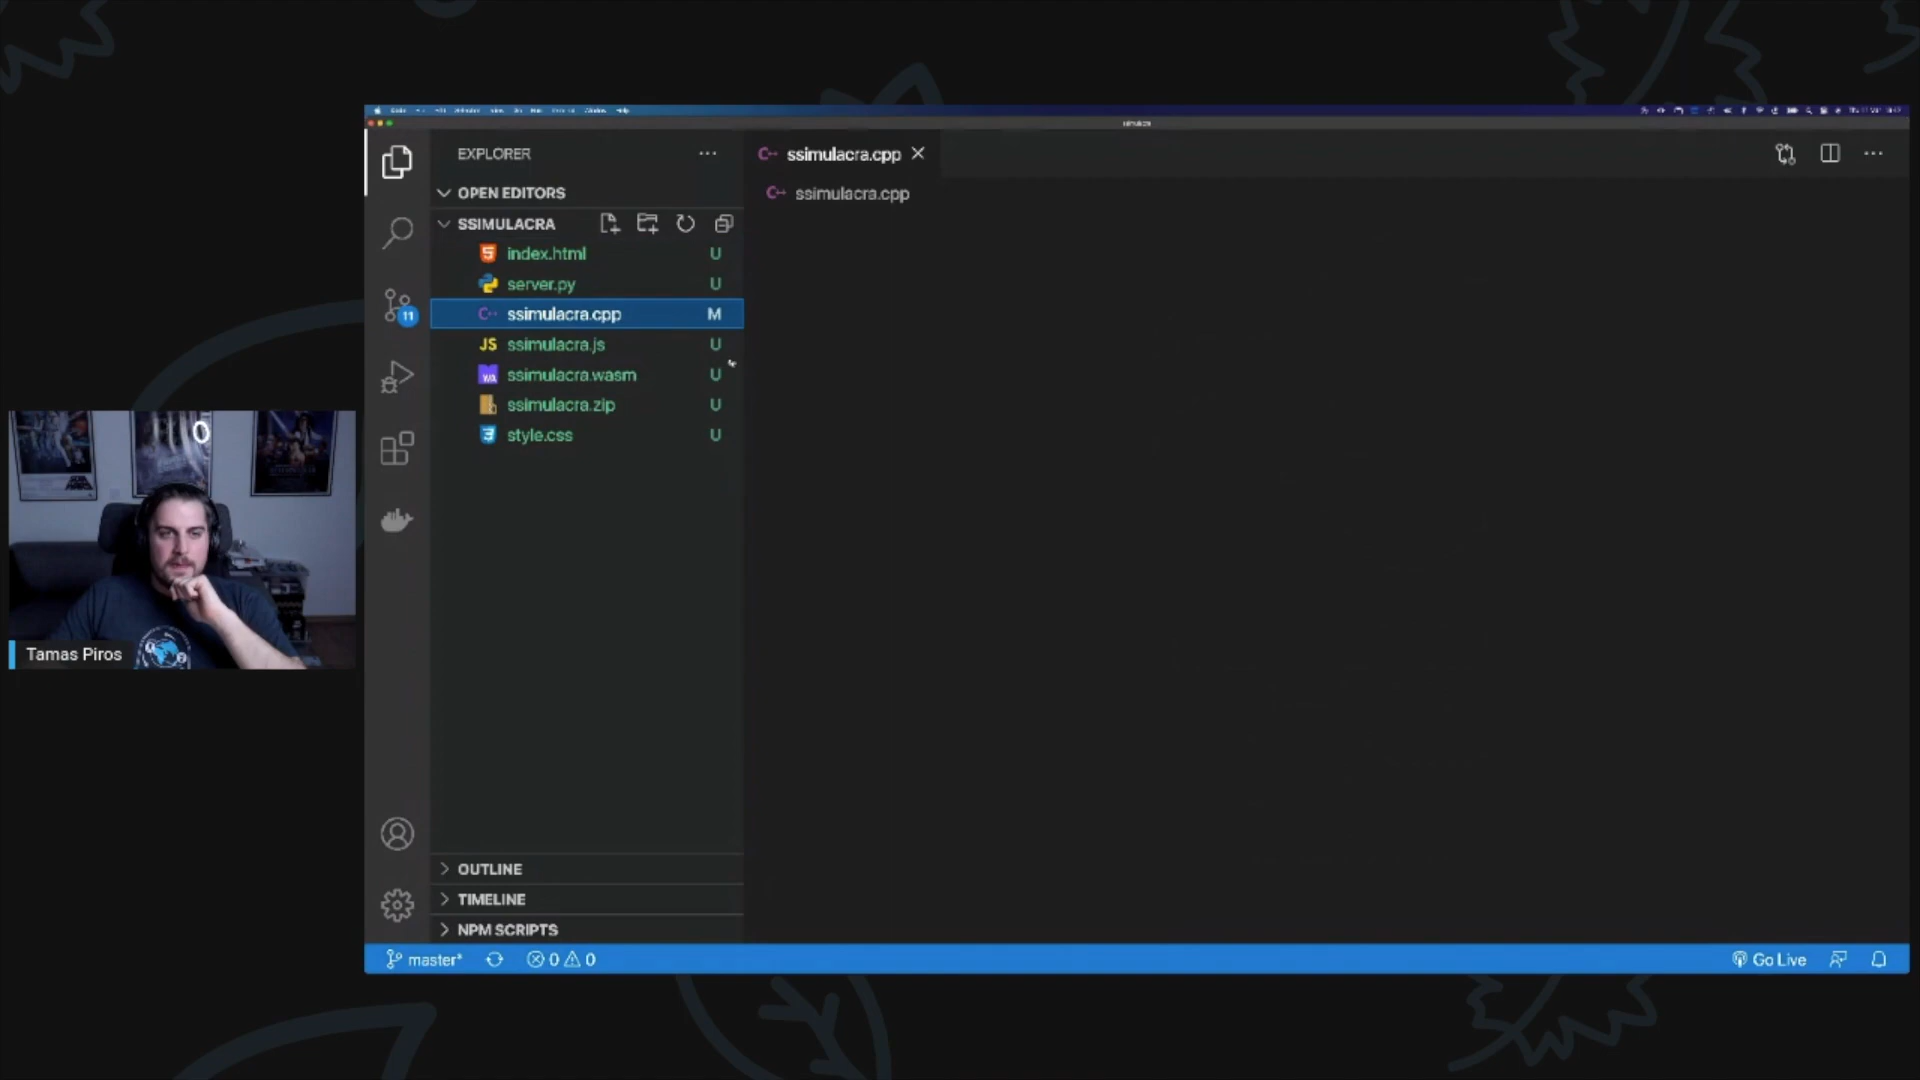 EXPLORER
OPEN EDITORS
SSIMULACRA
index.html U
server.py U
ssimulacra.cpp M
ssimulacra.js U
ssimulacra.wasm U
ssimulacra.zip U
style.css U
11
OUTLINE
TIMELINE
NPM SCRIPTS
ssimulacra.cpp
ssimulacra.cpp
master*
0 0
Go Live
Tamas Piros